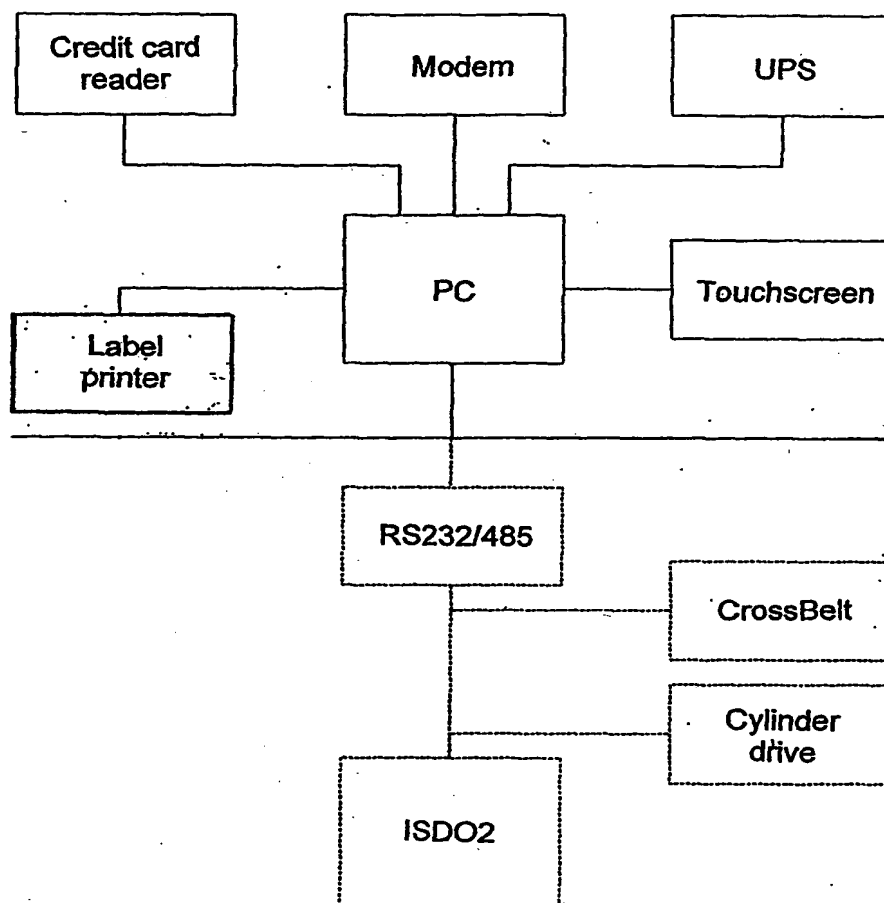 Credit card
reader
Modem
UPS
PC
Touchscreen
Label
printer
RS232/485
CrossBelt
Cylinder
drive
ISDO2